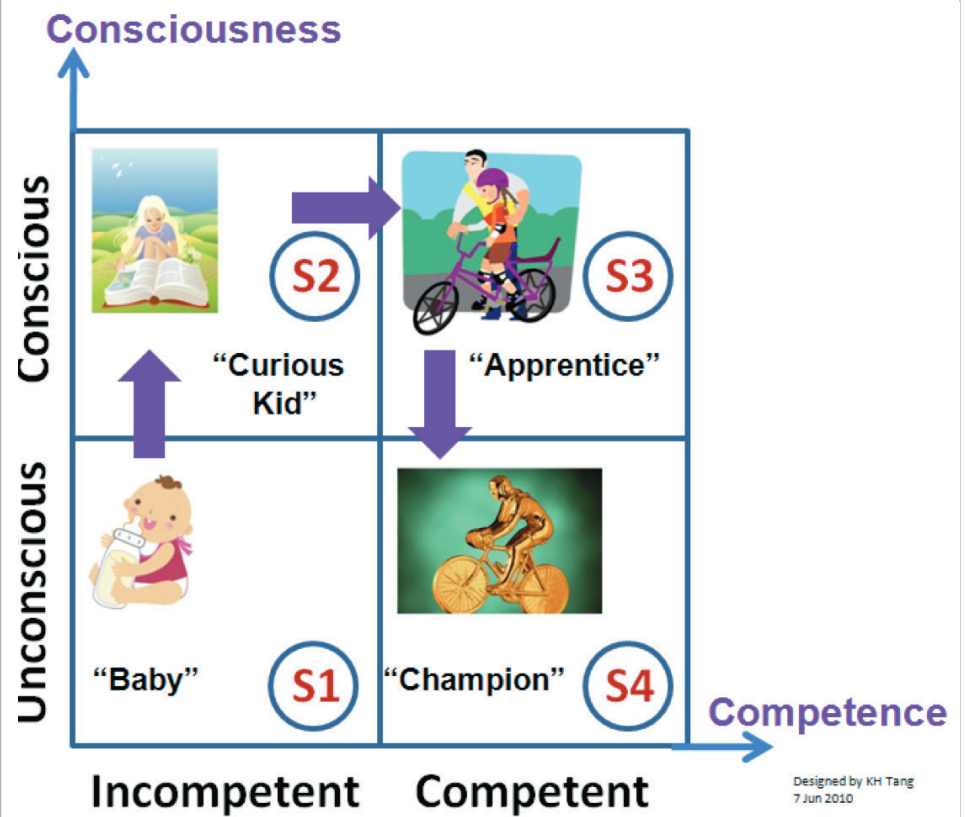 Consciousness
Conscious
S2
S3
“Curious
Kid”
“Apprentice”
Unconscious
“Baby”
S1
“Champion”
S4
Competence
Incompetent
Competent
Designed by KH Tang
7 Jun 2010